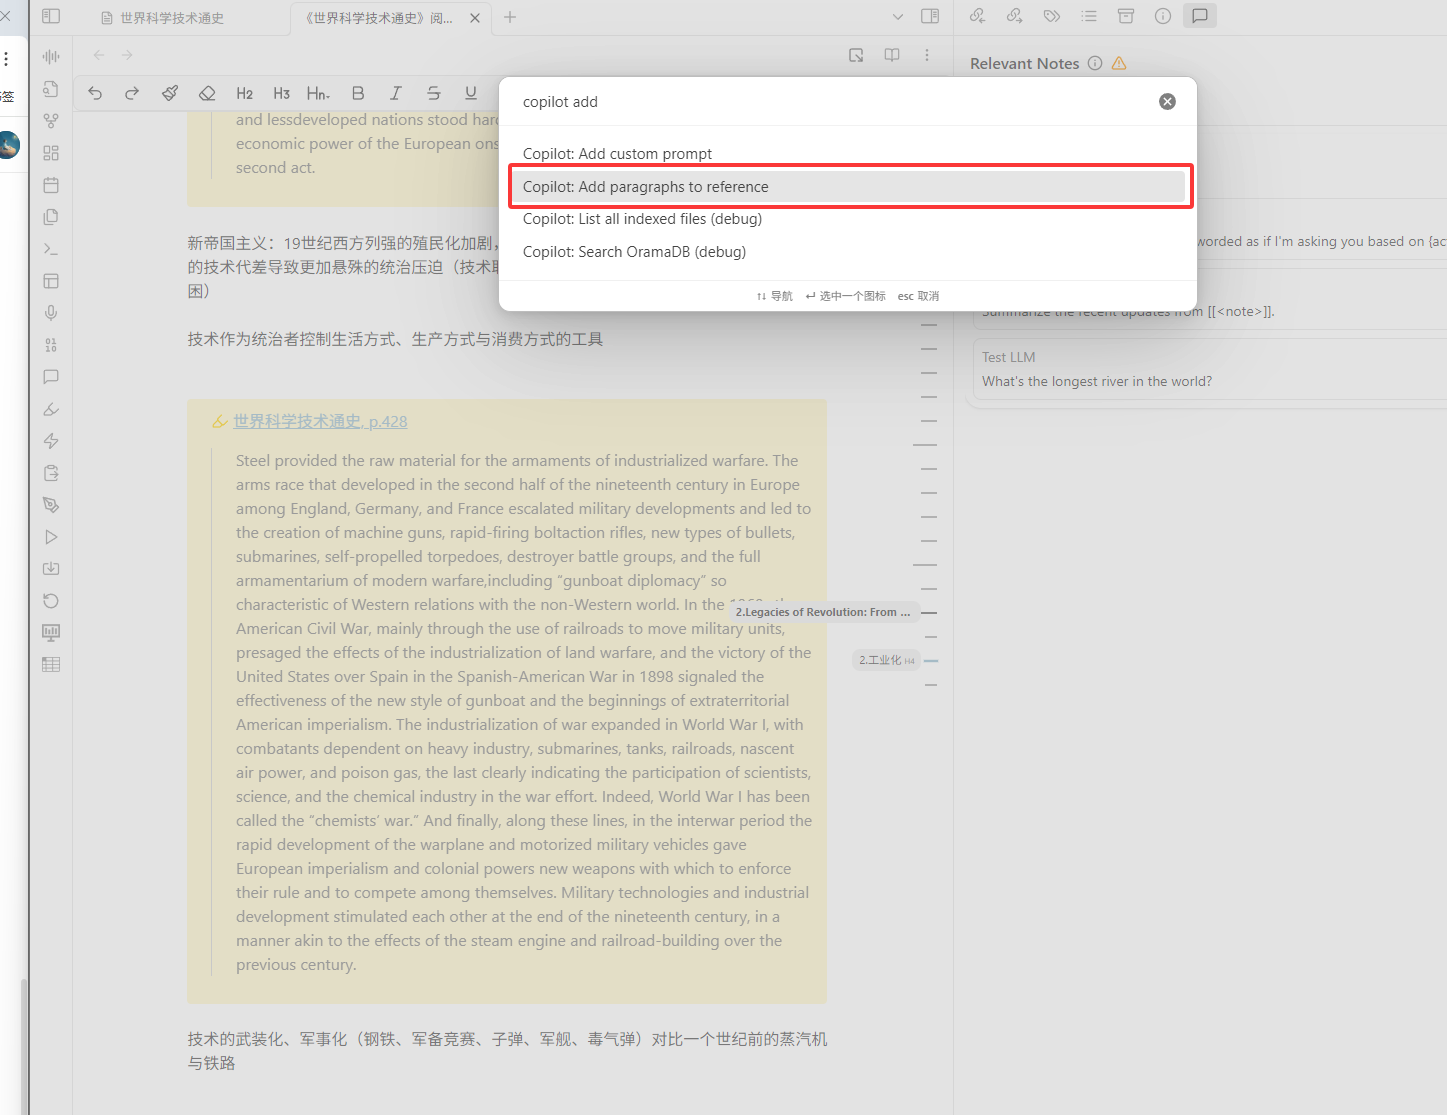 世界科学技术通史
《世界科学技术通史》阅...
签
Relevant Notes
H2
H3
Hn
B
I
S
U
copilot add
Copilot: Add custom prompt
Copilot: Add paragraphs to reference
Copilot: List all indexed files (debug)
Copilot: Search OramaDB (debug)
↑↓ 导航 ↵ 选中一个图标 esc 取消
and lessdeveloped nations stood hard
economic power of the European ons
second act.
新帝国主义：19世纪西方列强的殖民化加剧，
的技术代差导致更加悬殊的统治压迫（技术
困）
技术作为统治者控制生活方式、生产方式与消费方式的工具
世界科学技术通史, p.428
Steel provided the raw material for the armaments of industrialized warfare. The
arms race that developed in the second half of the nineteenth century in Europe
among England, Germany, and France escalated military developments and led to
the creation of machine guns, rapid-firing boltaction rifles, new types of bullets,
submarines, self-propelled torpedoes, destroyer battle groups, and the full
armamentarium of modern warfare,including “gunboat diplomacy” so
characteristic of Western relations with the non-Western world. In the
American Civil War, mainly through the use of railroads to move military units,
presaged the effects of the industrialization of land warfare, and the victory of the
United States over Spain in the Spanish-American War in 1898 signaled the
effectiveness of the new style of gunboat and the beginnings of extraterritorial
American imperialism. The industrialization of war expanded in World War I, with
combatants dependent on heavy industry, submarines, tanks, railroads, nascent
air power, and poison gas, the last clearly indicating the participation of scientists,
science, and the chemical industry in the war effort. Indeed, World War I has been
called the “chemists’ war.” And finally, along these lines, in the interwar period the
rapid development of the warplane and motorized military vehicles gave
European imperialism and colonial powers new weapons with which to enforce
their rule and to compete among themselves. Military technologies and industrial
development stimulated each other at the end of the nineteenth century, in a
manner akin to the effects of the steam engine and railroad-building over the
previous century.
技术的武装化、军事化（钢铁、军备竞赛、子弹、军舰、毒气弹）对比一个世纪前的蒸汽机
与铁路
2.Legacies of Revolution: From ...
2.工业化 H4
worded as if I'm asking you based on {ac
Summarize the recent updates from [[<note>]].
Test LLM
What's the longest river in the world?